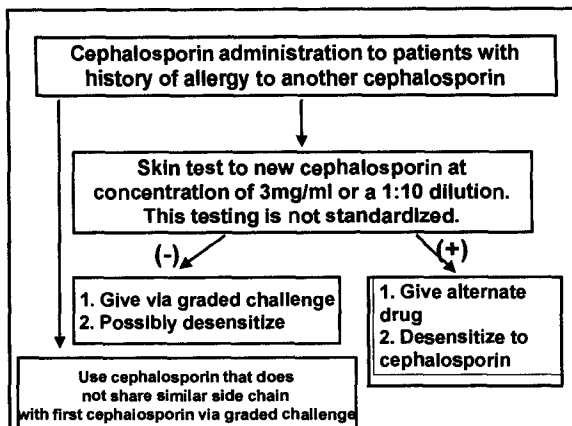 Cephalosporin administration to patients with
history of allergy to another cephalosporin
Skin test to new cephalosporin at
concentration of 3mg/ml or a 1:10 dilution.
This testing is not standardized.
(-)
(+)
1. Give via graded challenge
2. Possibly desensitize
1. Give alternate
drug
2. Desensitize to
cephalosporin
Use cephalosporin that does
not share similar side chain
with first cephalosporin via graded challenge